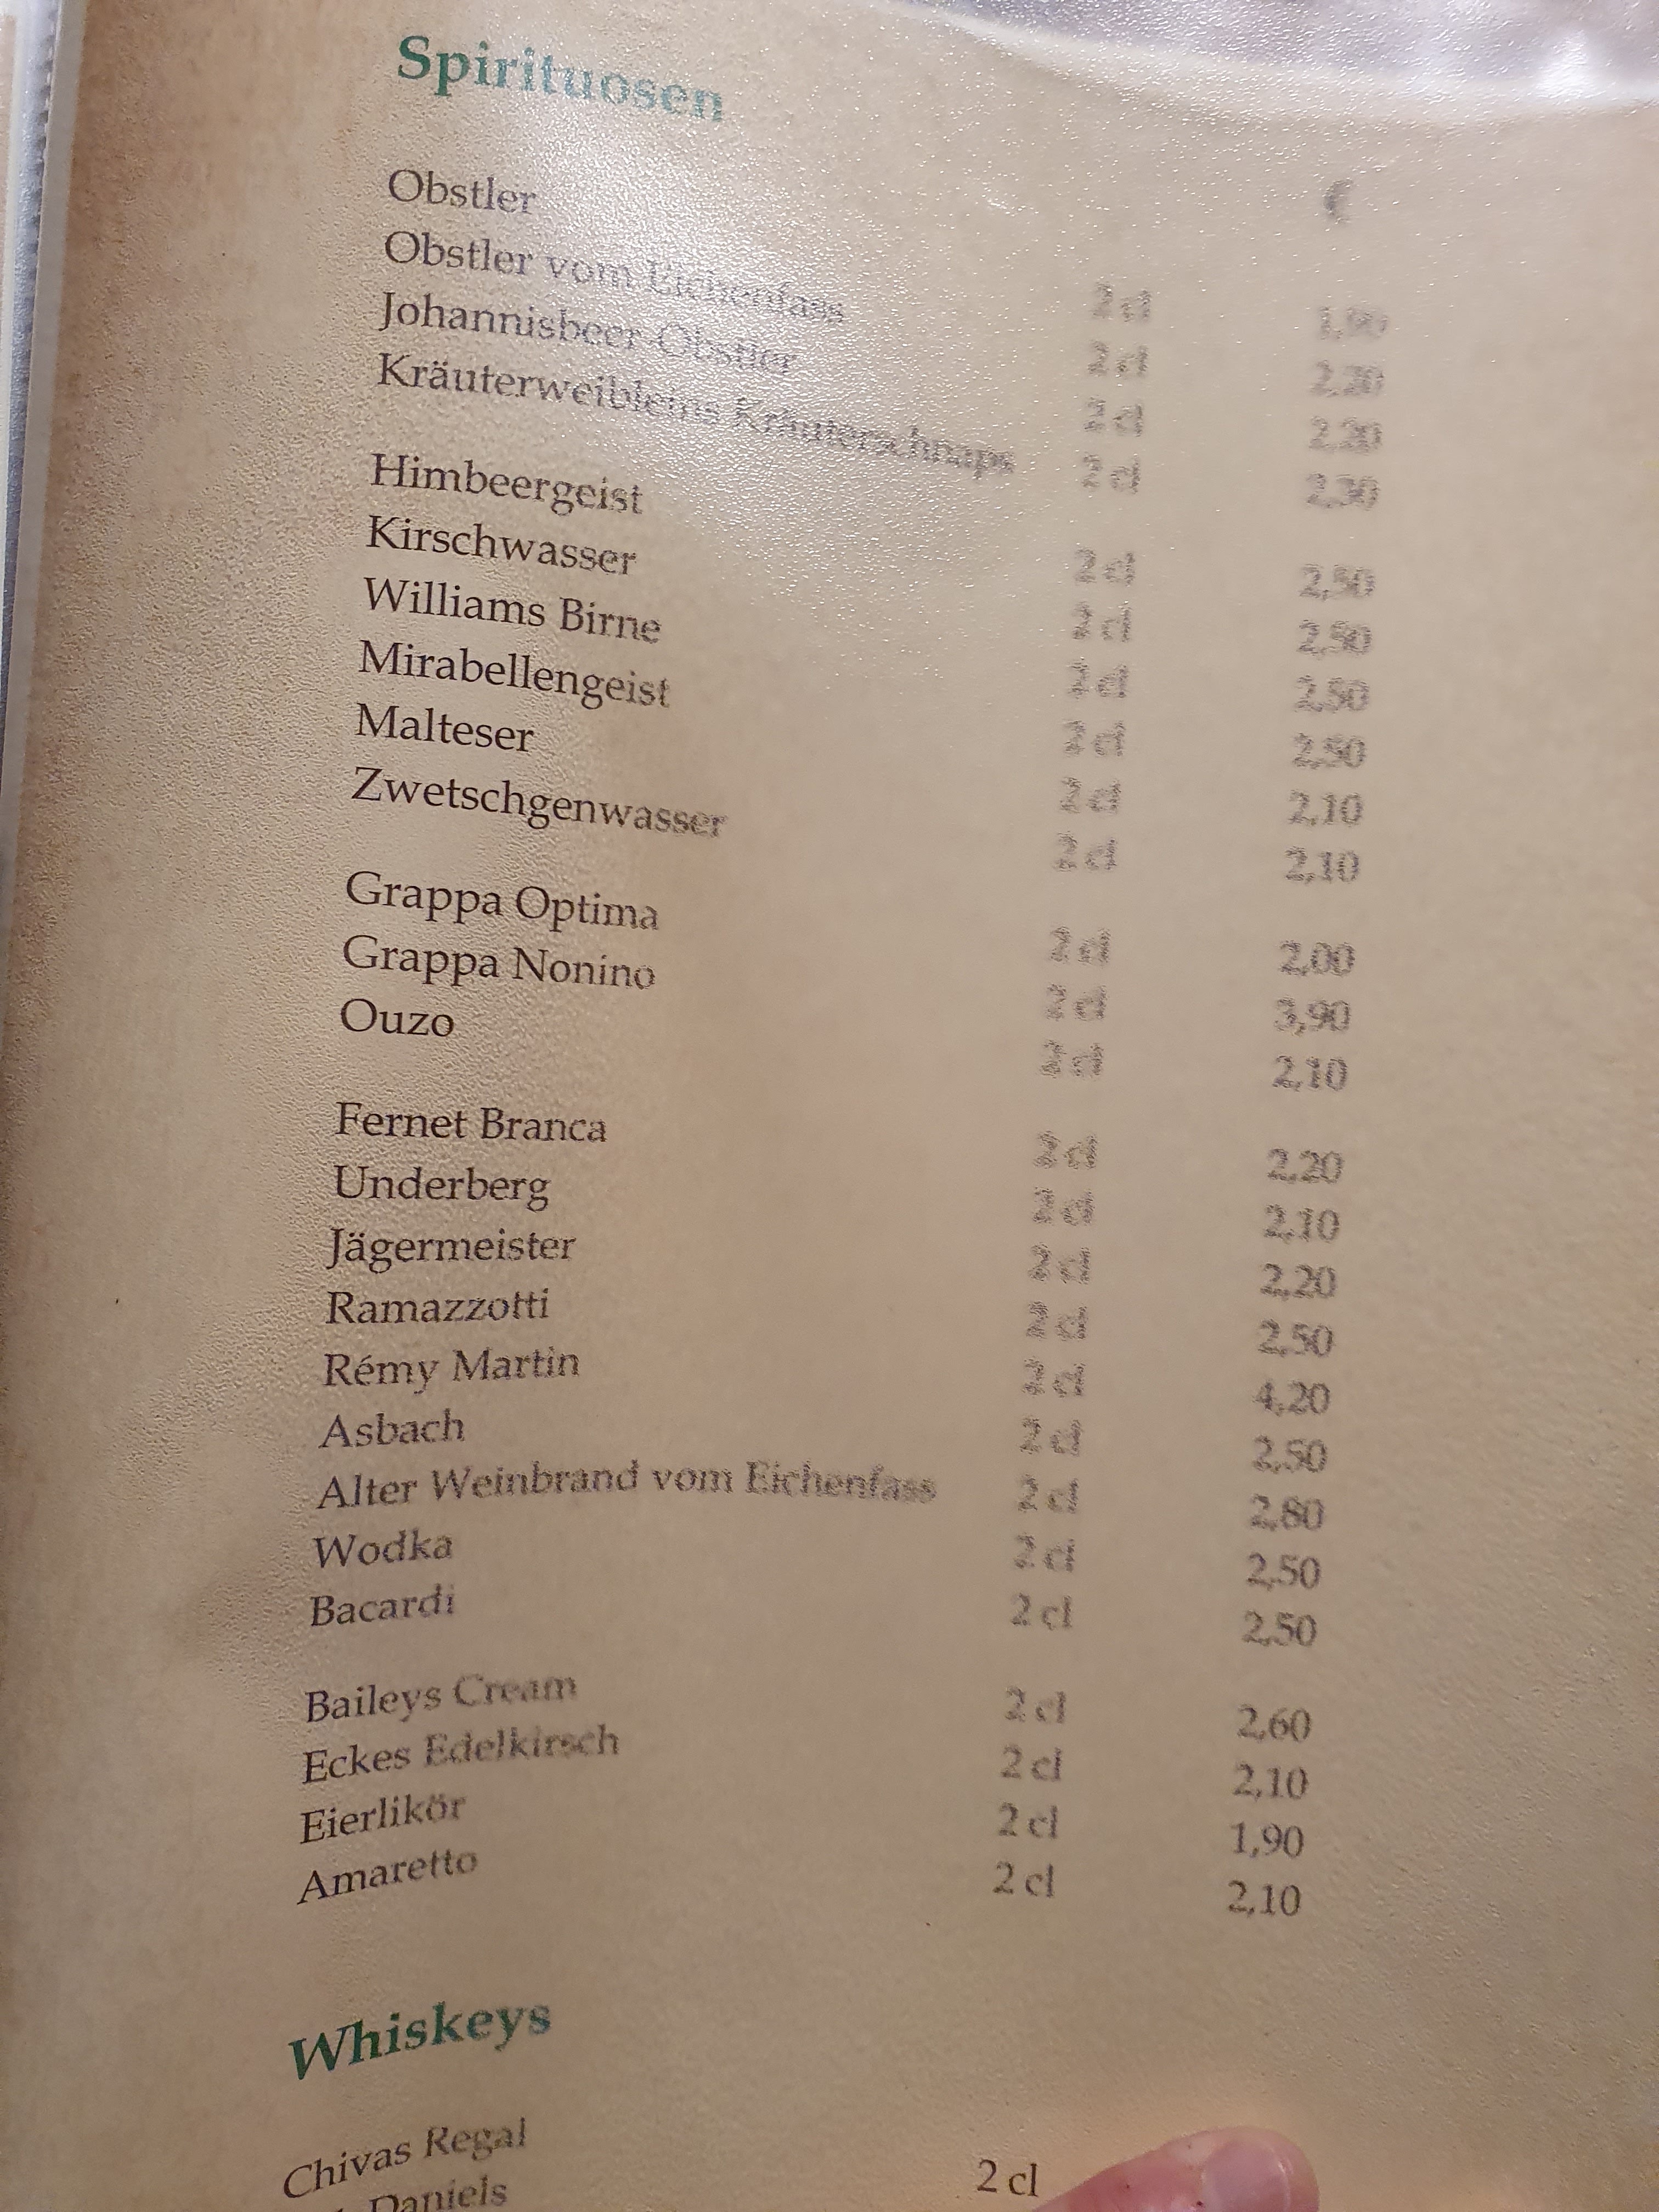 Spirituosen
€
Obstler 2 cl 1,90
Obstler vom Eichenfass 2 cl 2,20
Johannisbeer-Obstler 2 cl 2,20
Kräuterweibleins Kräuterschnaps 2 cl 2,30
Himbeergeist 2 cl 2,50
Kirschwasser 2 cl 2,50
Williams Birne 2 cl 2,50
Mirabellengeist 2 cl 2,50
Malteser 2 cl 2,10
Zwetschgenwasser 2 cl 2,10
Grappa Optima 2 cl 2,00
Grappa Nonino 2 cl 3,90
Ouzo 2 cl 2,10
Fernet Branca 2 cl 2,20
Underberg 2 cl 2,10
Jägermeister 2 cl 2,20
Ramazzotti 2 cl 2,50
Rémy Martin 2 cl 4,20
Asbach 2 cl 2,50
Alter Weinbrand vom Eichenfass 2 cl 2,80
Wodka 2 cl 2,50
Bacardi 2 cl 2,50
Baileys Cream 2 cl 2,60
Eckes Edelkirsch 2 cl 2,10
Eierlikör 2 cl 1,90
Amaretto 2 cl 2,10
Whiskeys
Chivas Regal 2 cl
Daniels